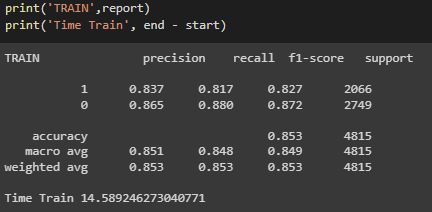 print('TRAIN',report)
print('Time Train', end - start)
TRAIN precision recall f1-score support
1 0.837 0.817 0.827 2066
0 0.865 0.880 0.872 2749
accuracy 0.853 4815
macro avg 0.851 0.848 0.849 4815
weighted avg 0.853 0.853 0.853 4815
Time Train 14.589246273040771